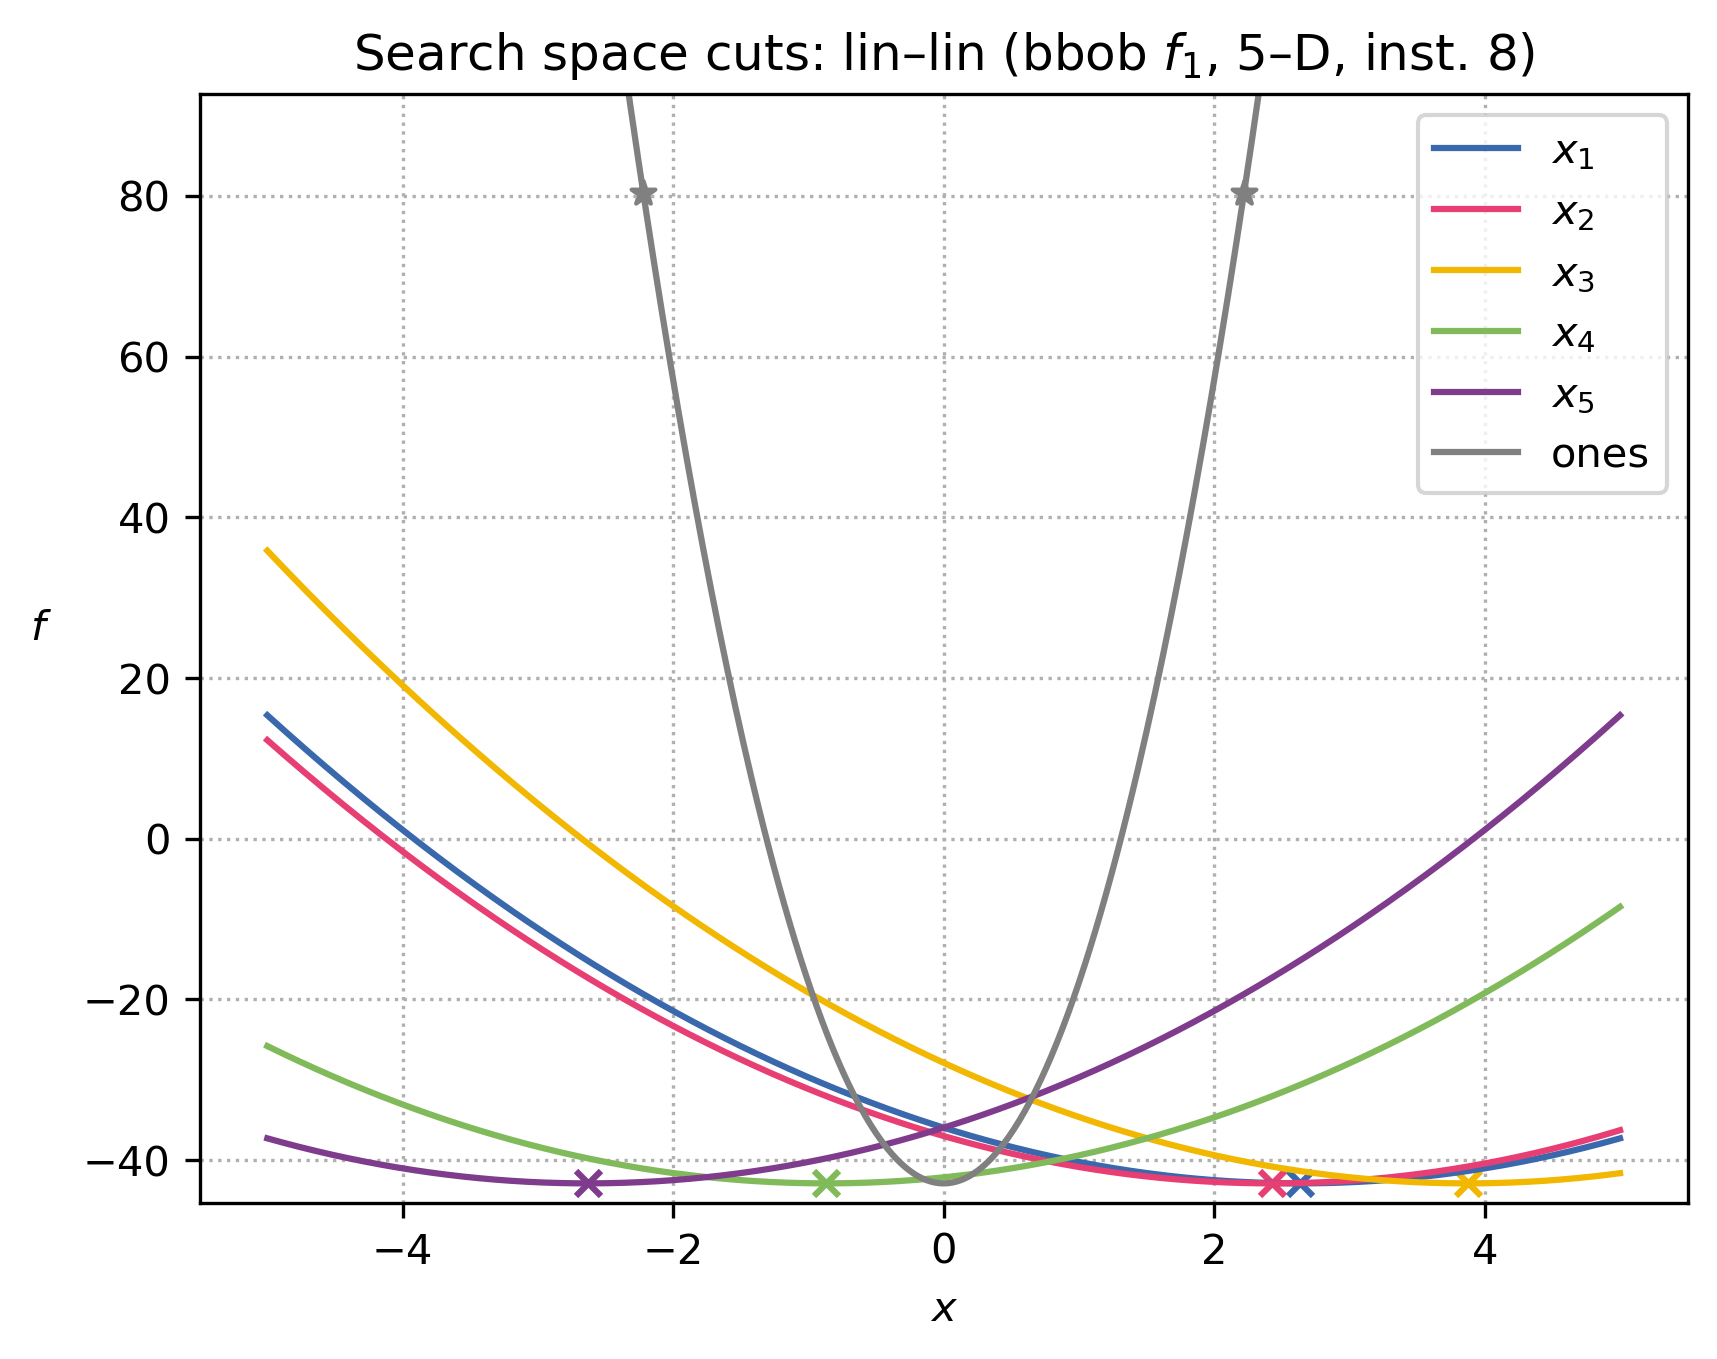 Search space cuts: lin–lin (bbob f₁, 5–D, inst. 8)
x₁
x₂
x₃
x₄
x₅
ones
80
60
40
20
0
−20
−40
f
−4
−2
0
2
4
x